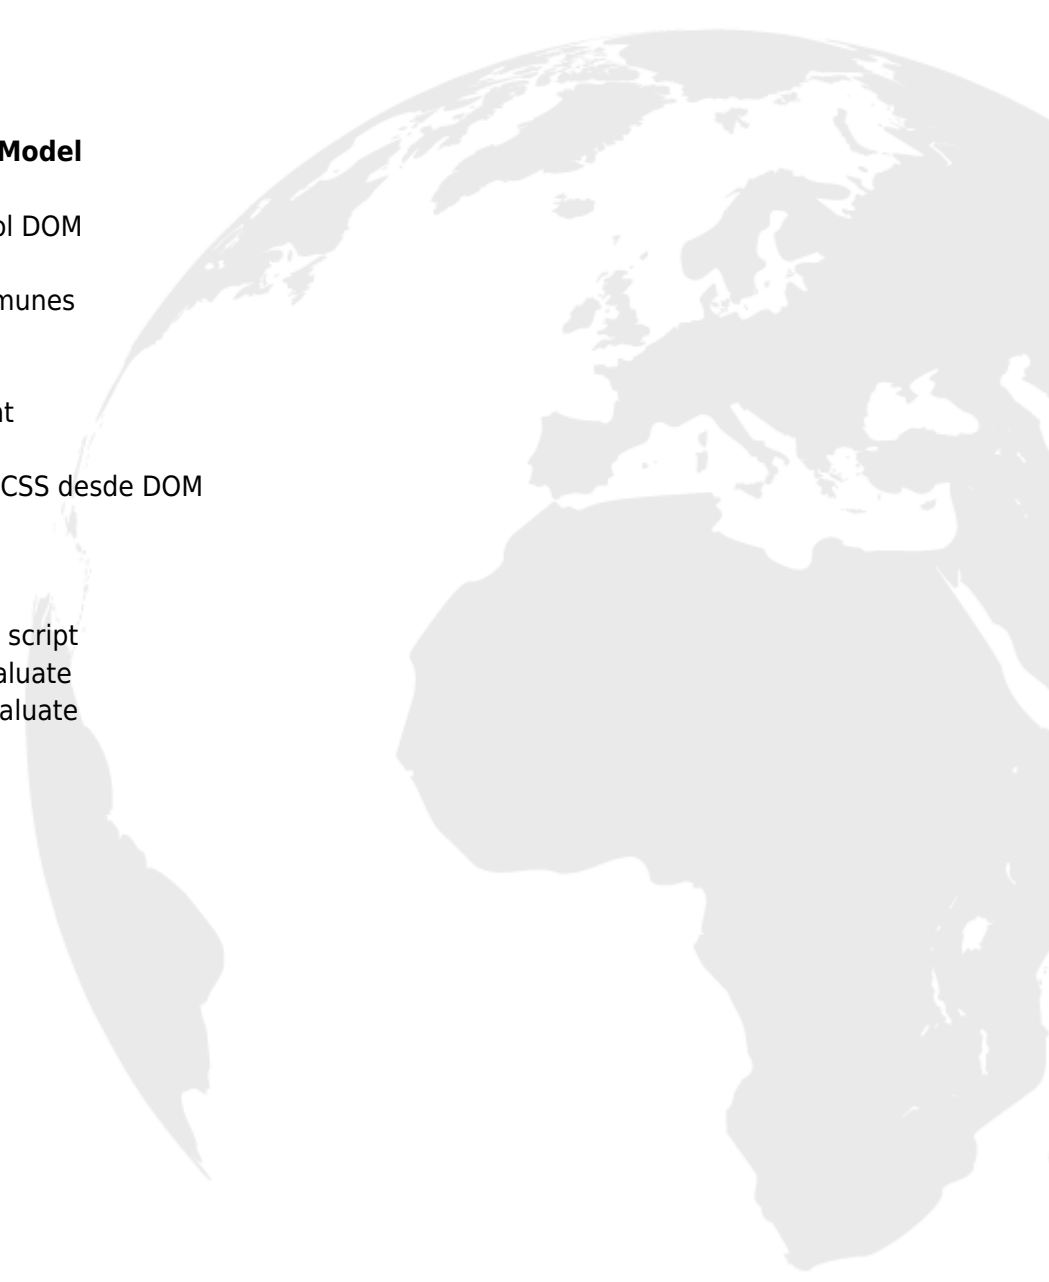 Model
ol DOM
munes
nt
CSS desde DOM
script
aluate
aluate